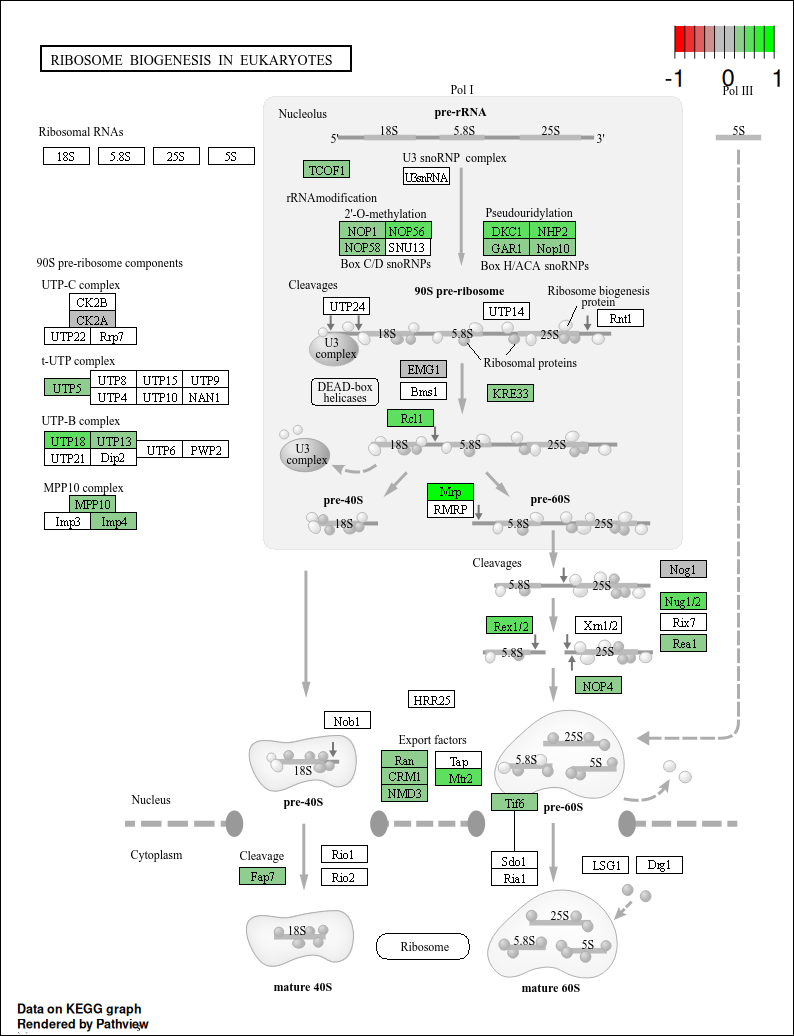 RIBOSOME BIOGENESIS IN EUKARYOTES
-1 0 1
Pol I
Pol III
Nucleolus
pre-rRNA
Ribosomal RNAs
18S 5.8S 25S
5' 3'
5S
18S 5.8S 25S 5S
U3 snoRNP complex
TCOF1
U3snRNA
rRNAmodification
2'-O-methylation
Pseudouridylation
NOP1 NOP56
DKC1 NHP2
NOP58 SNU13
GAR1 Nop10
Box C/D snoRNPs
Box H/ACA snoRNPs
90S pre-ribosome components
UTP-C complex
CK2B
CK2A
UTP22 Rrp7
Cleavages
90S pre-ribosome
Ribosome biogenesis
protein
UTP24
UTP14
Rnt1
18S 5.8S 25S
U3
complex
Ribosomal proteins
t-UTP complex
UTP5
UTP8 UTP15 UTP9
UTP4 UTP10 NAN1
EMG1
DEAD-box
helicases
Bms1
KRE33
UTP-B complex
UTP18 UTP13
UTP21 Dip2
UTP6 PWP2
Rcl1
U3
complex
18S 5.8S 25S
MPP10 complex
MPP10
Imp3 Imp4
pre-40S
Mrp
RMRP
pre-60S
18S
5.8S 25S
Cleavages
5.8S 25S
Nog1
Nug1/2
Rix7
Rea1
Rex1/2
Xrn1/2
5.8S
25S
NOP4
HRR25
Nob1
Export factors
Ran
CRM1
NMD3
Tap
Mtr2
18S
pre-40S
25S
5.8S
5S
Tif6
pre-60S
Nucleus
Cytoplasm
Cleavage
Fap7
Rio1
Rio2
Sdo1
Ria1
LSG1
Drg1
18S
mature 40S
Ribosome
25S
5.8S
5S
mature 60S
Data on KEGG graph
Rendered by Pathview